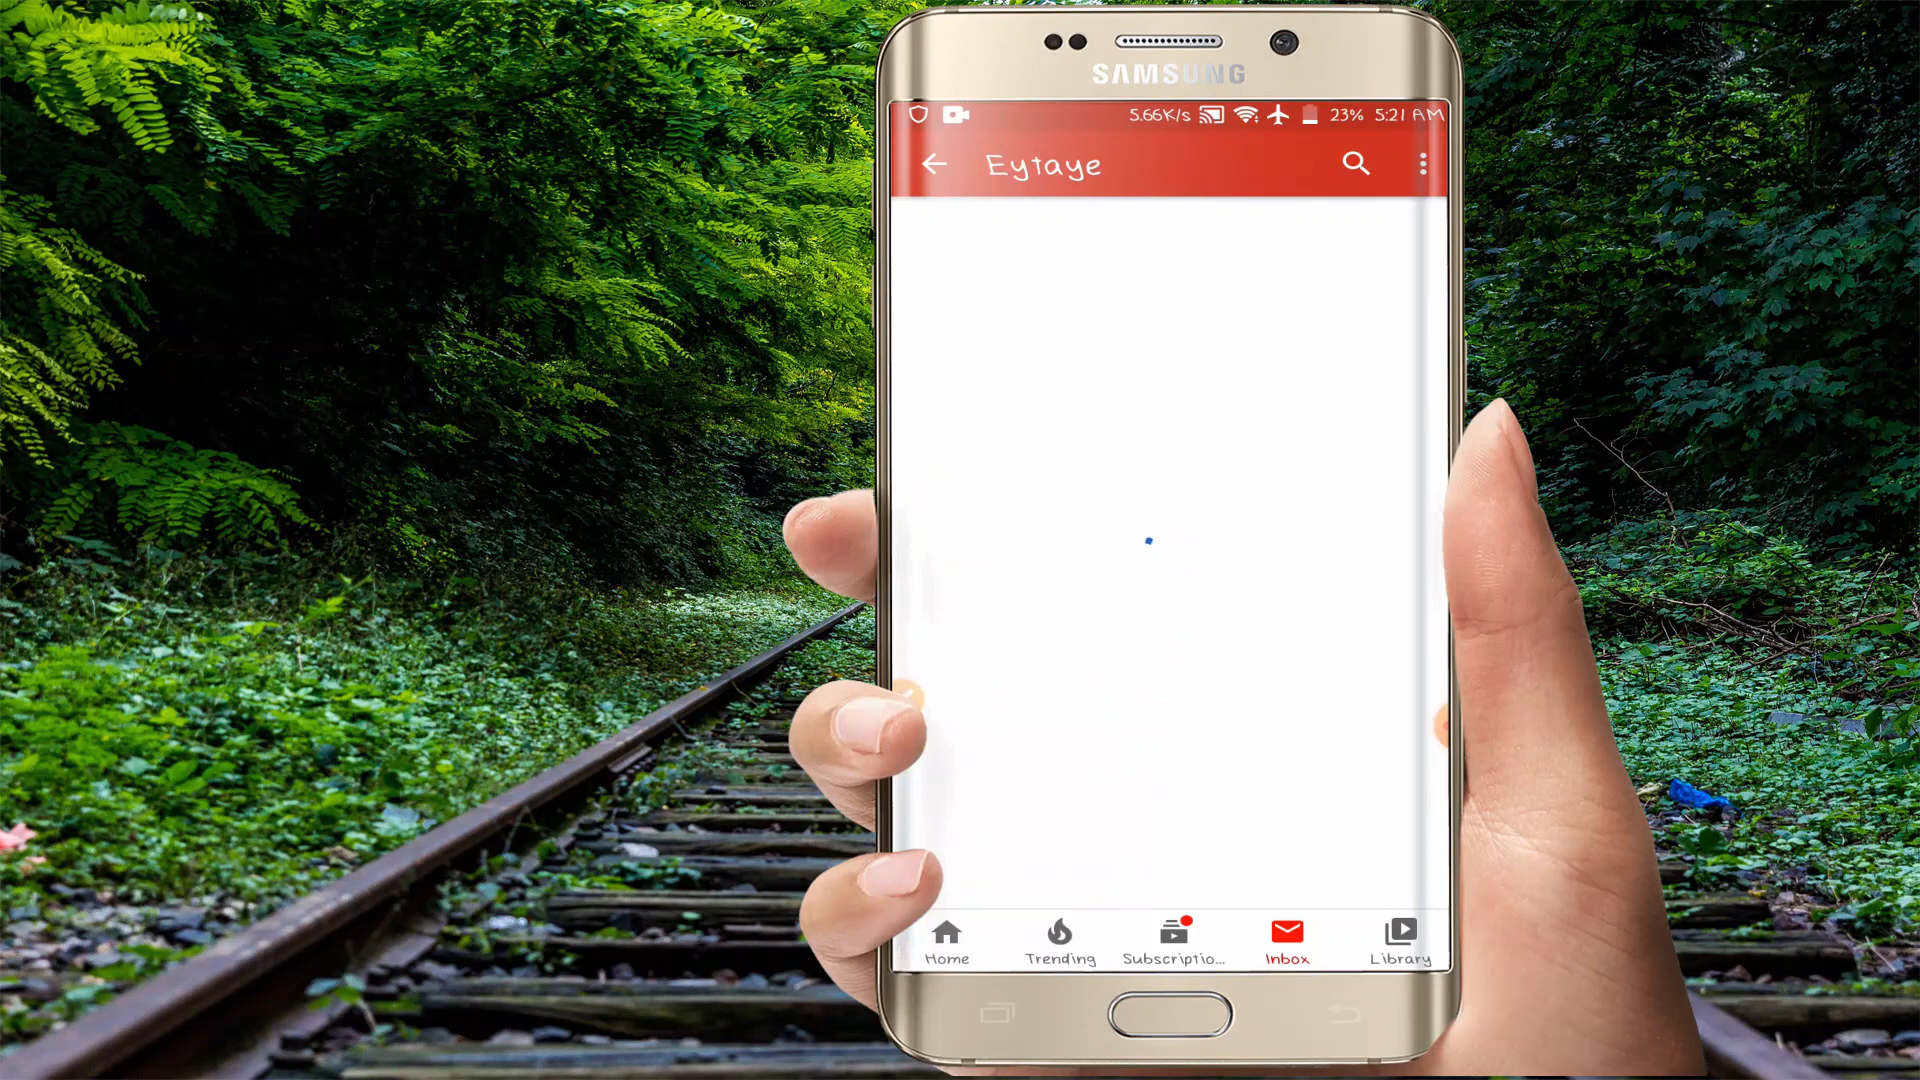 SAMSUNG
5.66K/s 23% 5:21 AM
Eytaye
Home Trending Subscriptio... Inbox Library